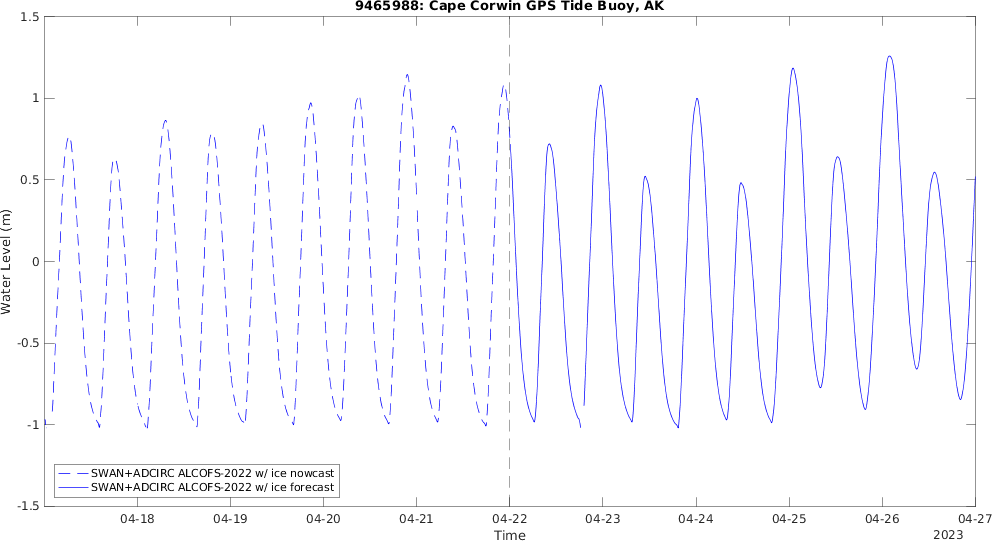 9465988: Cape Corwin GPS Tide Buoy, AK
1.5
1
0.5
0
-0.5
-1
-1.5
Water Level (m)
SWAN+ADCIRC ALCOFS-2022 w/ ice nowcast
SWAN+ADCIRC ALCOFS-2022 w/ ice forecast
04-18 04-19 04-20 04-21 04-22 04-23 04-24 04-25 04-26 04-27
Time
2023